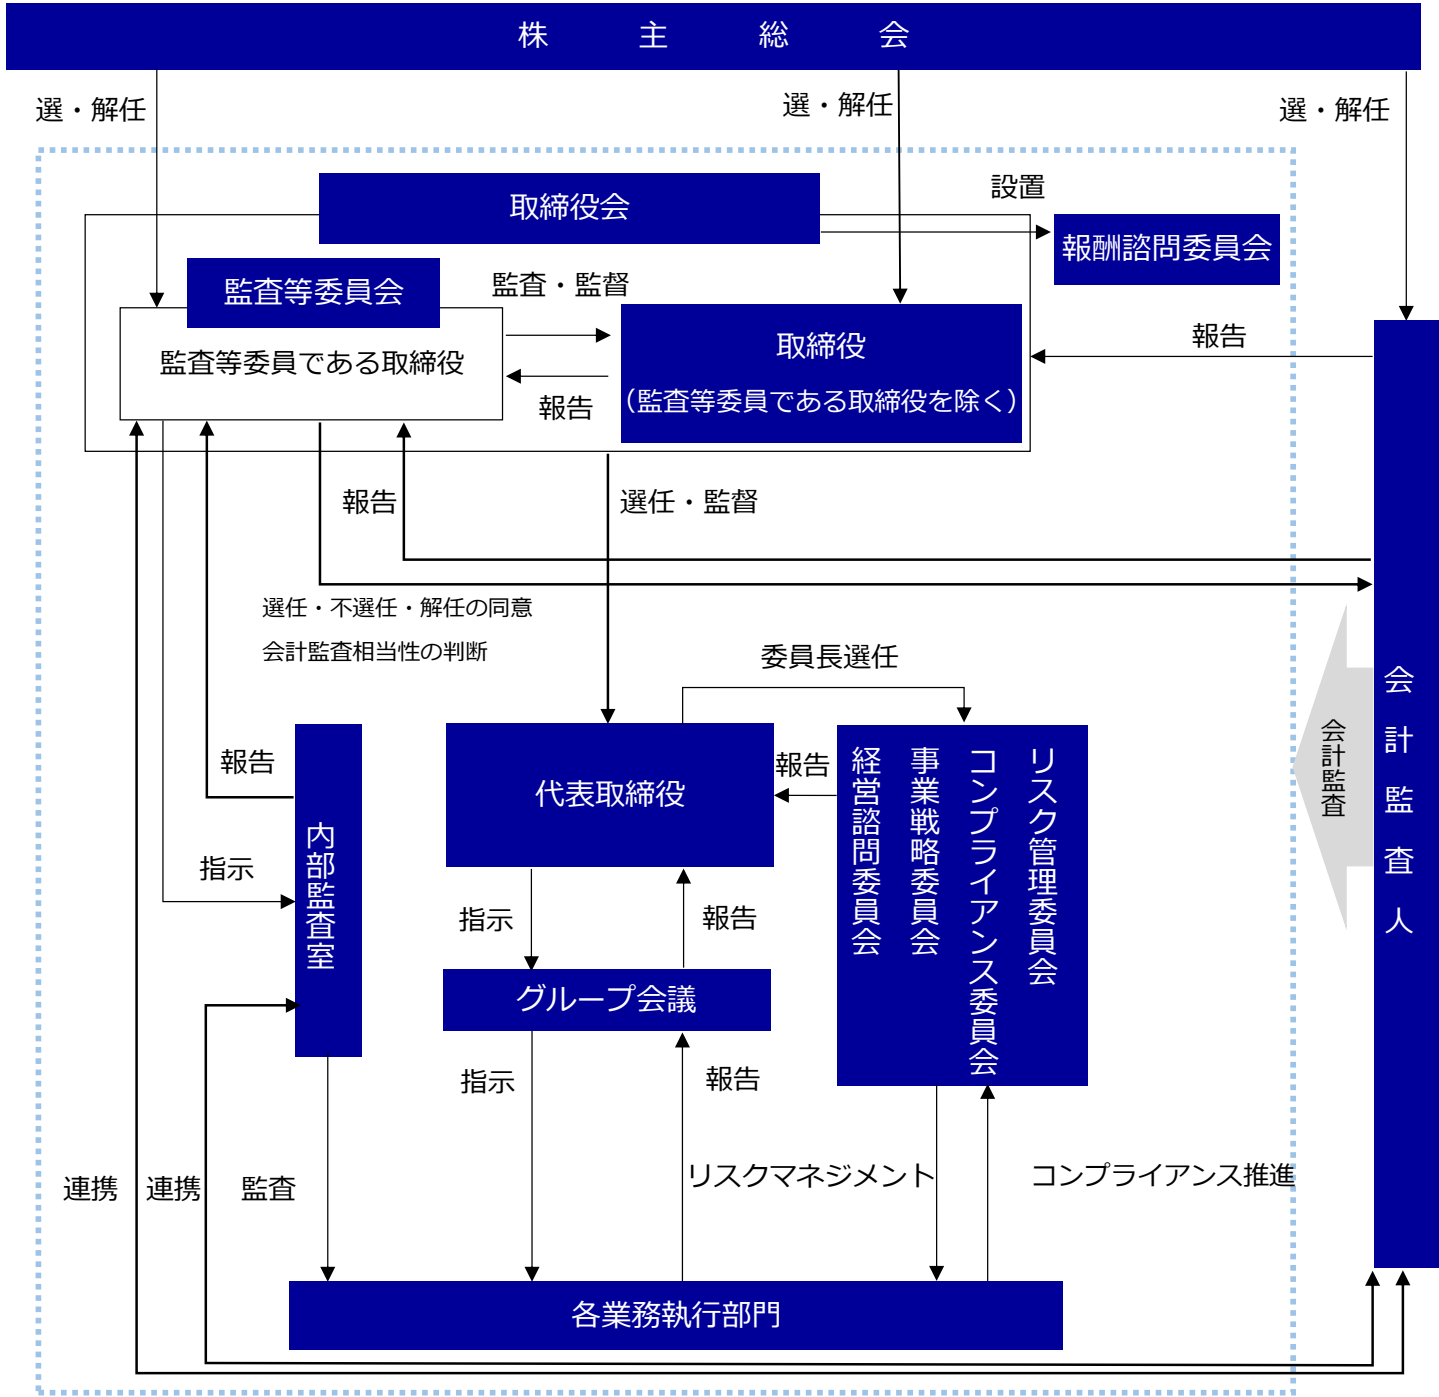 株主総会
選・解任
選・解任
選・解任
取締役会
設置
報酬諮問委員会
監査等委員会
監査・監督
監査等委員である取締役
取締役
（監査等委員である取締役を除く）
報告
報告
報告
選任・監督
選任・不選任・解任の同意
会計監査相当性の判断
委員長選任
会計監査人
会計監査
報告
代表取締役
報告
経営諮問委員会
事業戦略委員会
コンプライアンス委員会
リスク管理委員会
内部監査室
指示
指示
報告
グループ会議
指示
報告
連携
連携
監査
リスクマネジメント
コンプライアンス推進
各業務執行部門